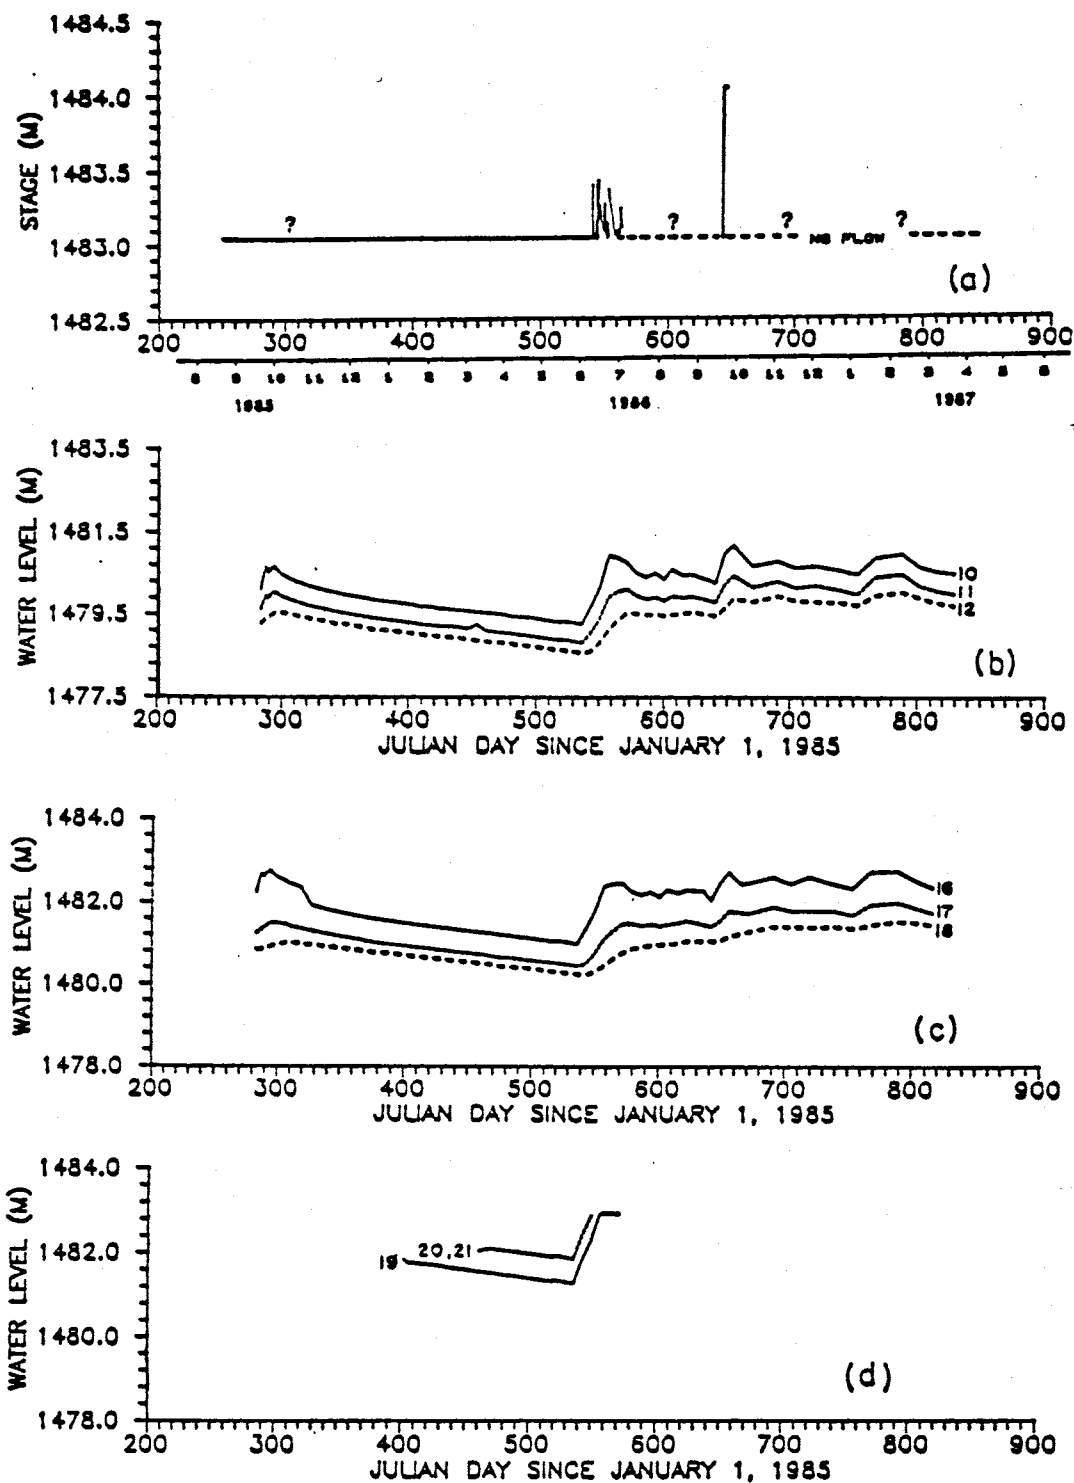 1484.5
1484.0
1483.5
1483.0
1482.5
STAGE (M)
? ? ? ?
NO FLOW
(a)
200 300 400 500 600 700 800 900
8 9 10 11 12 1 2 3 4 5 6 7 8 9 10 11 12 1 2 3 4 5 6
1985 1986 1987
1483.5
1481.5
1479.5
1477.5
WATER LEVEL (M)
10
11
12
(b)
200 300 400 500 600 700 800 900
JULIAN DAY SINCE JANUARY 1, 1985
1484.0
1482.0
1480.0
1478.0
WATER LEVEL (M)
16
17
18
(c)
200 300 400 500 600 700 800 900
JULIAN DAY SINCE JANUARY 1, 1985
1484.0
1482.0
1480.0
1478.0
WATER LEVEL (M)
20,21
19
(d)
200 300 400 500 600 700 800 900
JULIAN DAY SINCE JANUARY 1, 1985